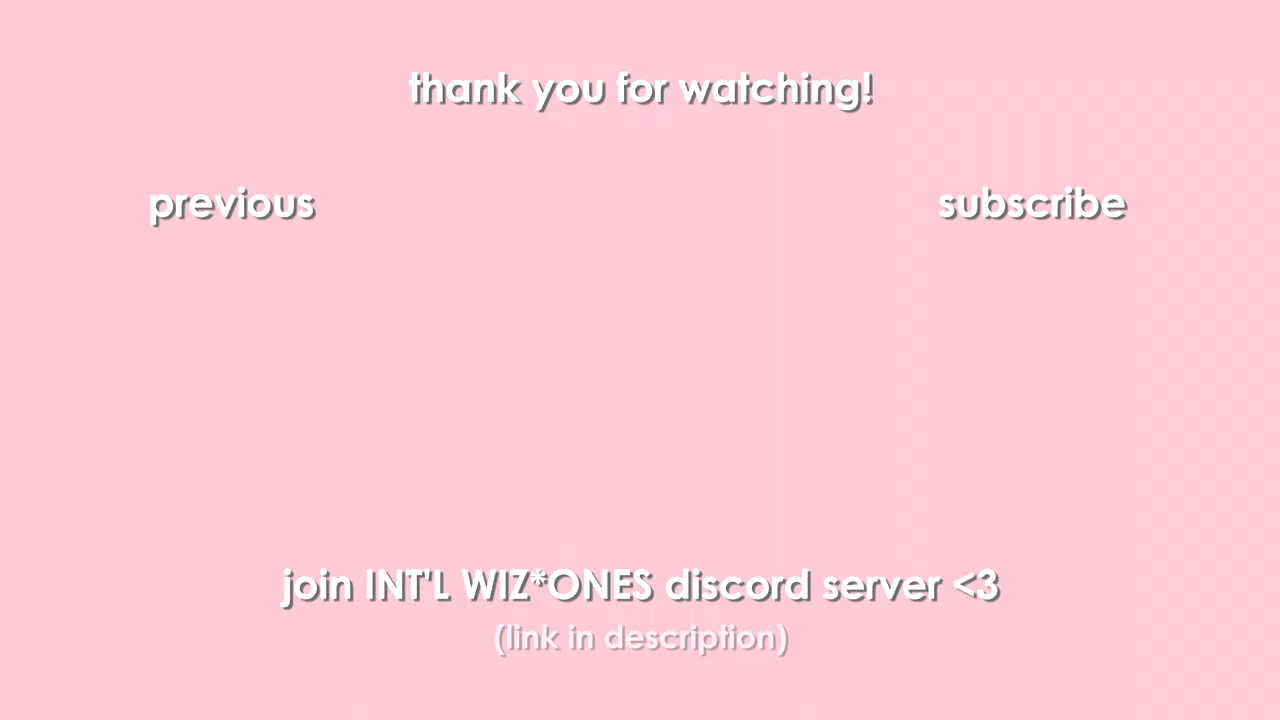 thank you for watching!
previous
subscribe
join INT'L WIZ*ONES discord server <3
(link in description)